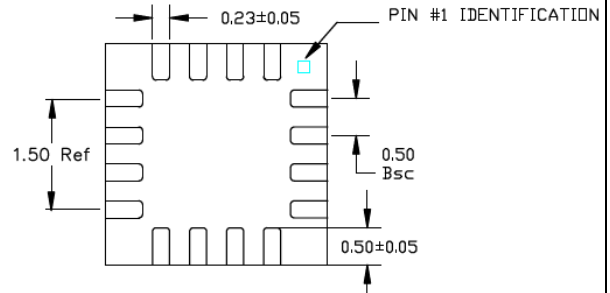 0.23±0.05
PIN #1 IDENTIFICATION
1.50 Ref
0.50
Bsc
0.50±0.05